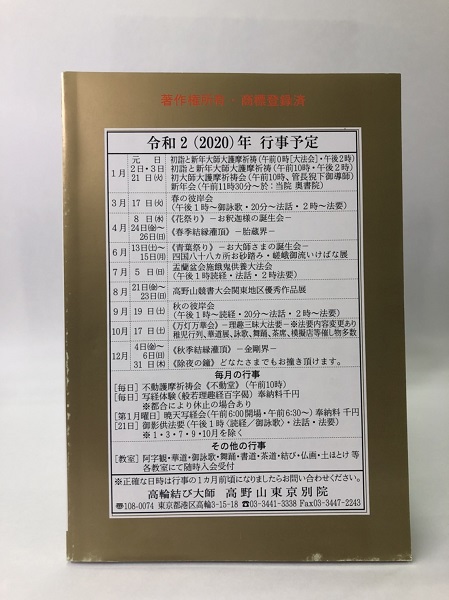 著作権所有・商標登録済
令和2(2020)年 行事予定
1月
元 日 初詣と新年大師大護摩祈祷(午前0時[大法会]・午後2時)
2日・3日 初詣と新年大師大護摩祈祷(午前10時・午後2時)
21日(火) 初大師大護摩祈祷会(午前10時、管長猊下御導師)
新年会(午前11時30分〜於:当院 奥書院)
3月 17日(火) 春の彼岸会
(午後1時〜御詠歌・20分〜法話・2時〜法要)
4月
8日(水) 《花祭り》−お釈迦様の誕生会−
24日(金)〜 《春季結縁灌頂》−胎蔵界−
26日(日)
6月 13日(土)〜 《青葉祭り》−お大師さまの誕生会−
15日(月) 四国八十八カ所お砂踏み・嵯峨御流いけばな展
7月 5日(日) 盂蘭盆会施餓鬼供養大法会
(午後1時読経・法話・2時法要)
8月 21日(金)〜 高野山競書大会関東地区優秀作品展
23日(日)
9月 19日(土) 秋の彼岸会
(午後1時〜読経・20分〜法話・2時〜法要)
10月 17日(土) 《万灯万華会》−理趣三昧大法要−※法要内容変更あり
稚児行列、華道展、詠歌、舞踊、茶席、模擬店等催し物多数
12月
4日(金)〜 《秋季結縁灌頂》−金剛界−
6日(日)
31日(木) 《除夜の鐘》どなたさまでもお撞き頂けます。
毎月の行事
[毎日] 不動護摩祈祷会《不動堂》(午前10時)
[毎日] 写経体験(般若理趣経百字偈) 奉納料千円
※都合により休止の場合あり
[第1月曜日] 暁天写経会(午前6:00開場・午前6:30〜) 奉納料 千円
[21日] 御影供法要(午後1時〈読経/御詠歌〉・法話・法要)
※1・3・7・9・10月を除く
その他の行事
[教室] 阿字観・華道・御詠歌・舞踊・書道・茶道・結び・仏画・土ほとけ 等
各教室にて随時入会受付
※正確な日時は行事の1カ月前頃になりましたらお問い合わせください。
高輪結び大師 高野山東京別院
〒108-0074 東京都港区高輪3-15-18 ☎03-3441-3338 Fax03-3447-2243